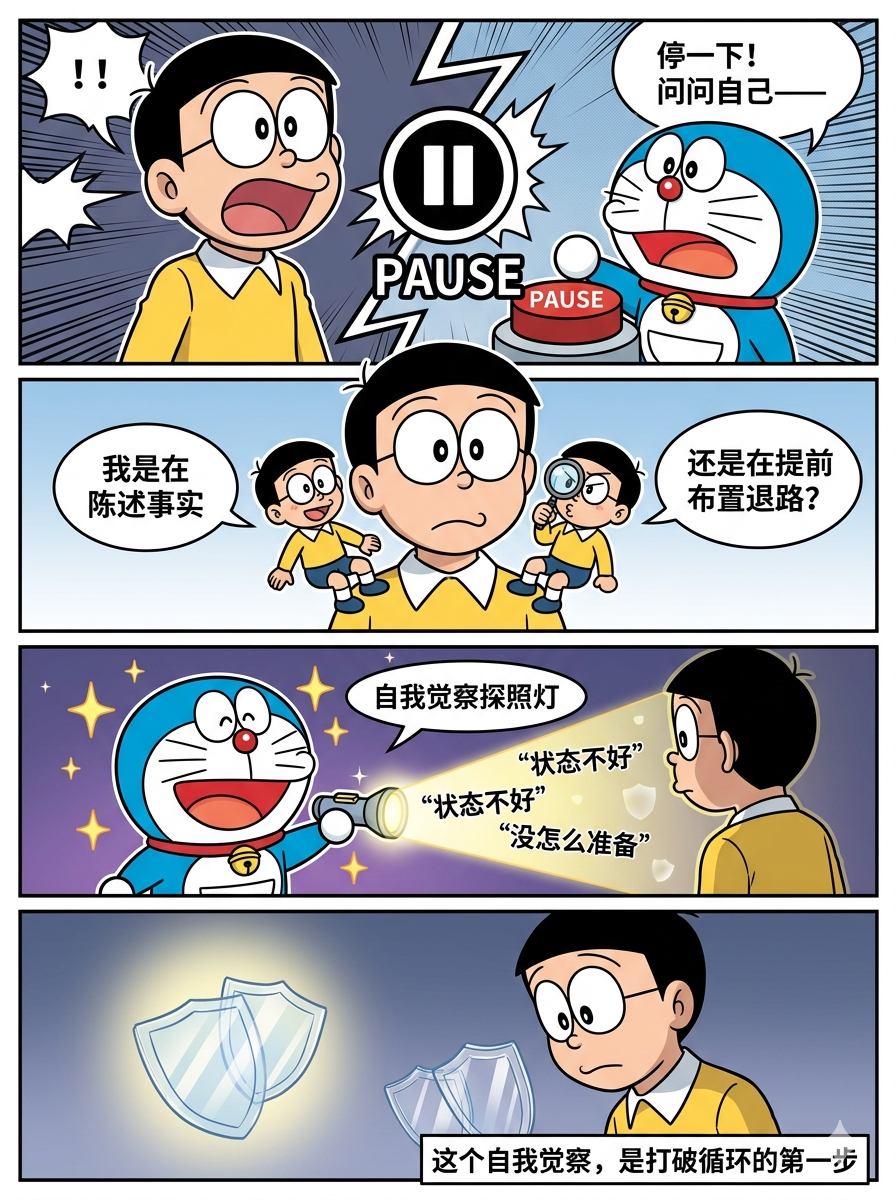 ！！
停一下！
问问自己——
PAUSE
PAUSE
我是在
陈述事实
还是在提前
布置退路？
自我觉察探照灯
“状态不好”
“状态不好”
“没怎么准备”
这个自我觉察，是打破循环的第一步